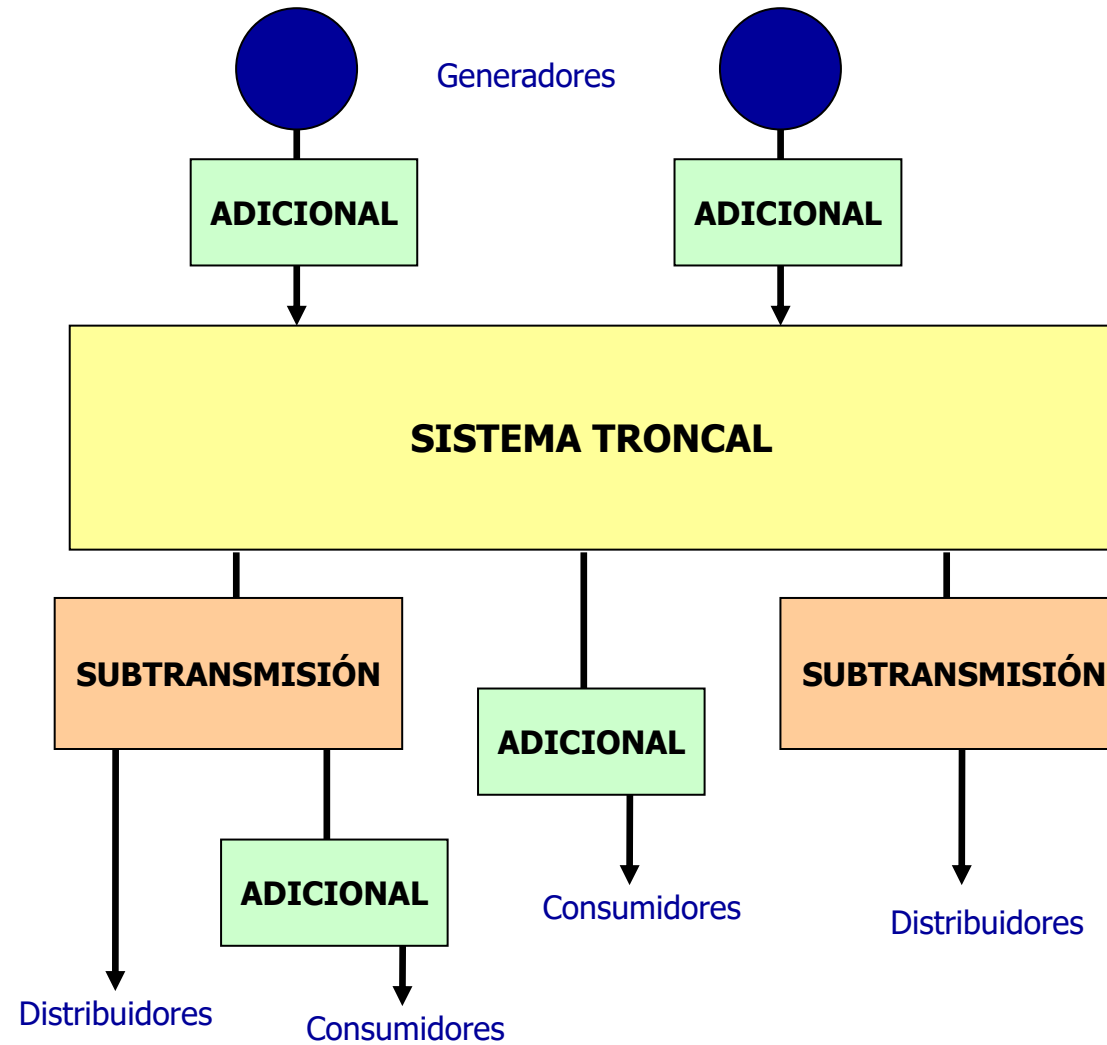 Generadores
ADICIONAL
ADICIONAL
SISTEMA TRONCAL
SUBTRANSMISIÓN
SUBTRANSMISIÓN
ADICIONAL
ADICIONAL
Consumidores
Distribuidores
Distribuidores
Consumidores